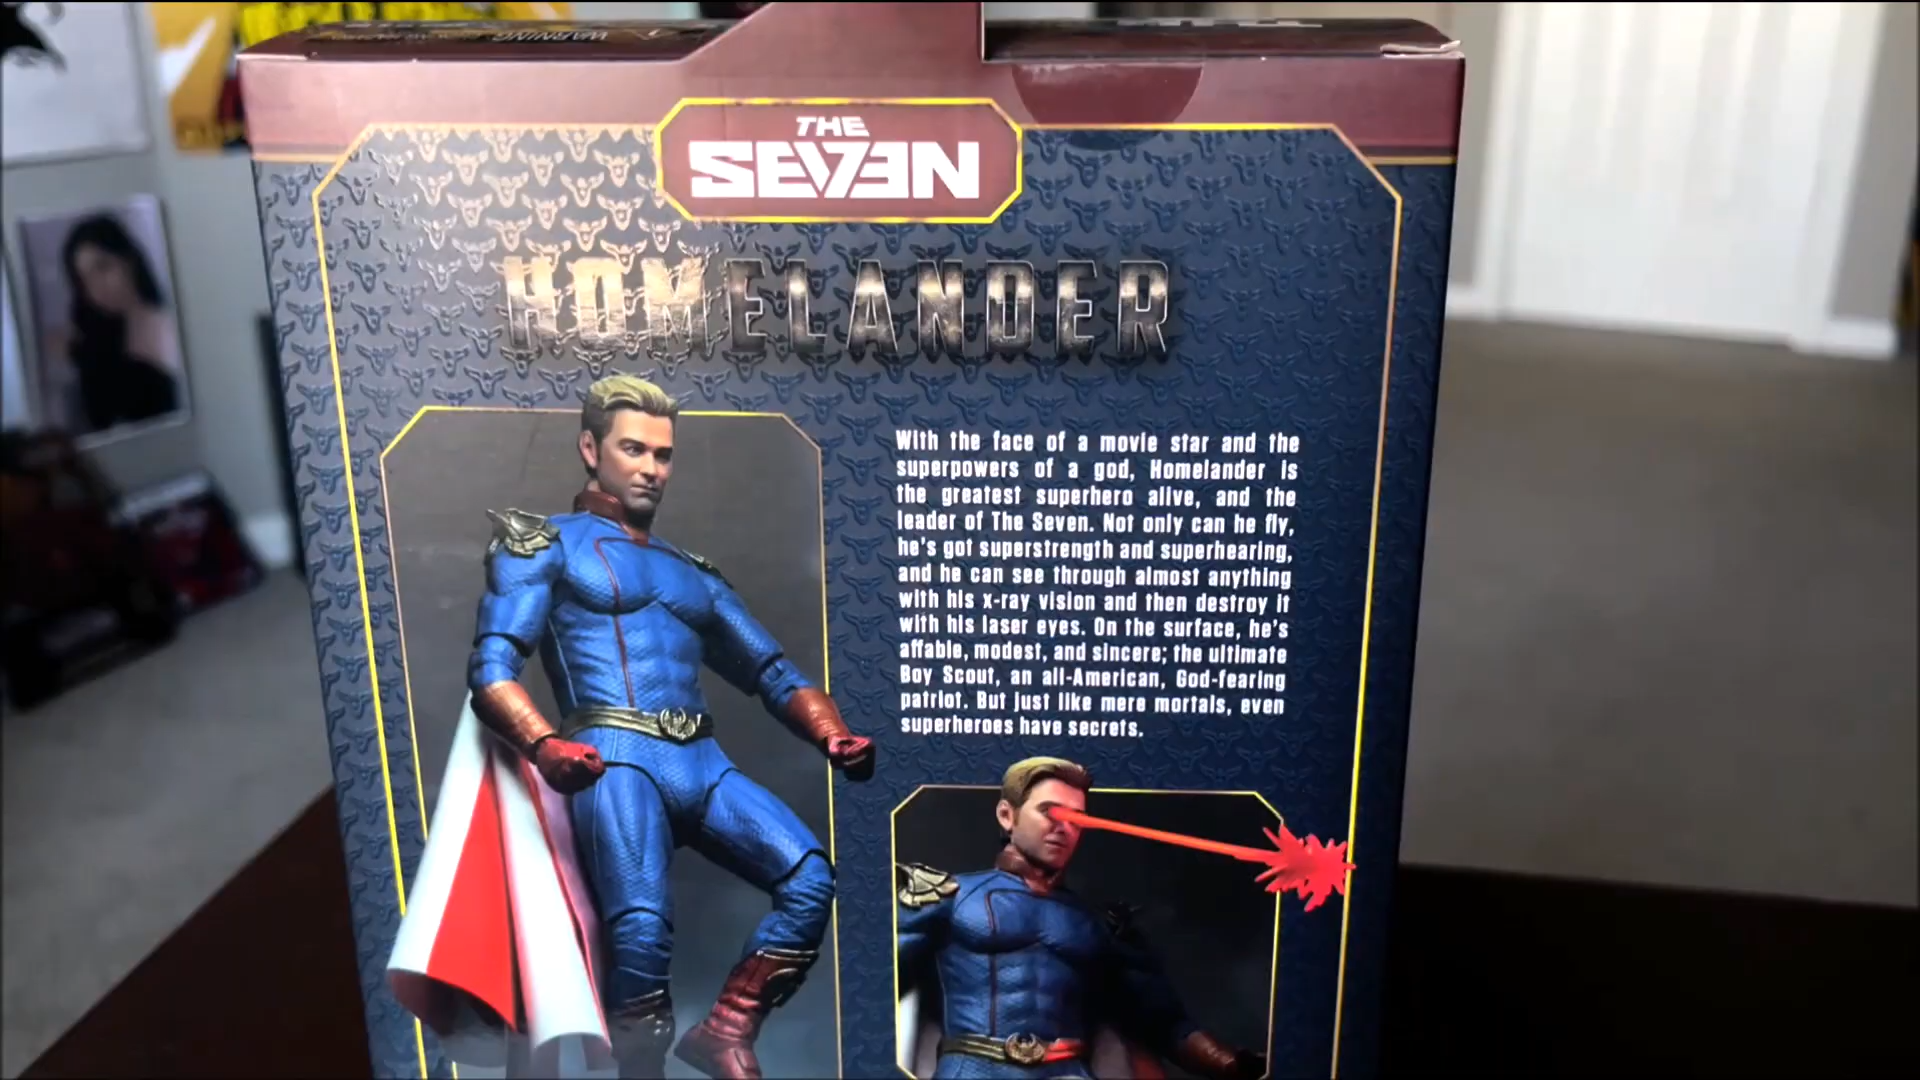 WARNING
THE
SEV7EN
HOMELANDER
With the face of a movie star and the
superpowers of a god, Homelander is
the greatest superhero alive, and the
leader of The Seven. Not only can he fly,
he's got superstrength and superhearing,
and he can see through almost anything
with his x-ray vision and then destroy it
with his laser eyes. On the surface, he's
affable, modest, and sincere; the ultimate
Boy Scout, an all-American, God-fearing
patriot. But just like mere mortals, even
superheroes have secrets.